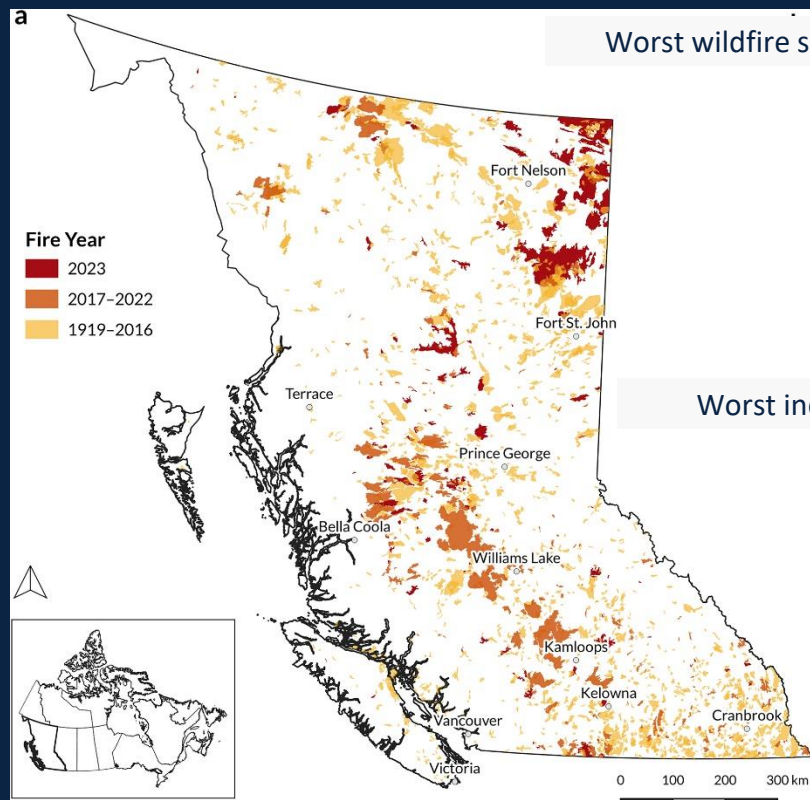 a
Worst wildfire s
Fort Nelson
Fire Year
2023
2017–2022
1919–2016
Fort St. John
Terrace
Worst in
Prince George
Bella Coola
Williams Lake
Kamloops
Kelowna
Cranbrook
Vancouver
Victoria
0 100 200 300 km